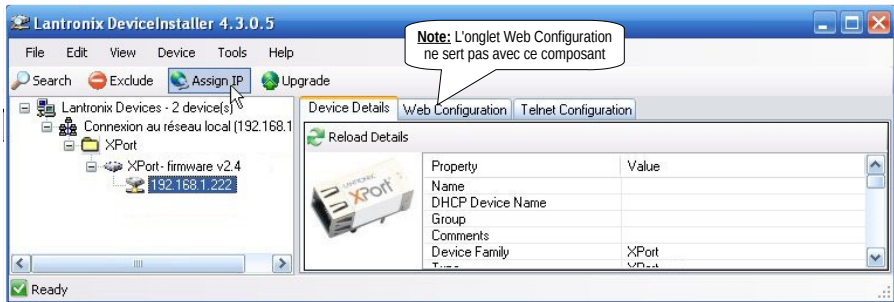 Lantronix DeviceInstaller 4.3.0.5
Note: L'onglet Web Configuration
ne sert pas avec ce composant
File Edit View Device Tools Help
Search Exclude Assign IP Upgrade
Lantronix Devices - 2 device(s)
Connexion au réseau local (192.168.1
XPort
XPort- firmware v2.4
192.168.1.222
Device Details Web Configuration Telnet Configuration
Reload Details
LANTRONIX
XPort
Property Value
Name
DHCP Device Name
Group
Comments
Device Family XPort
Type XPort
Ready